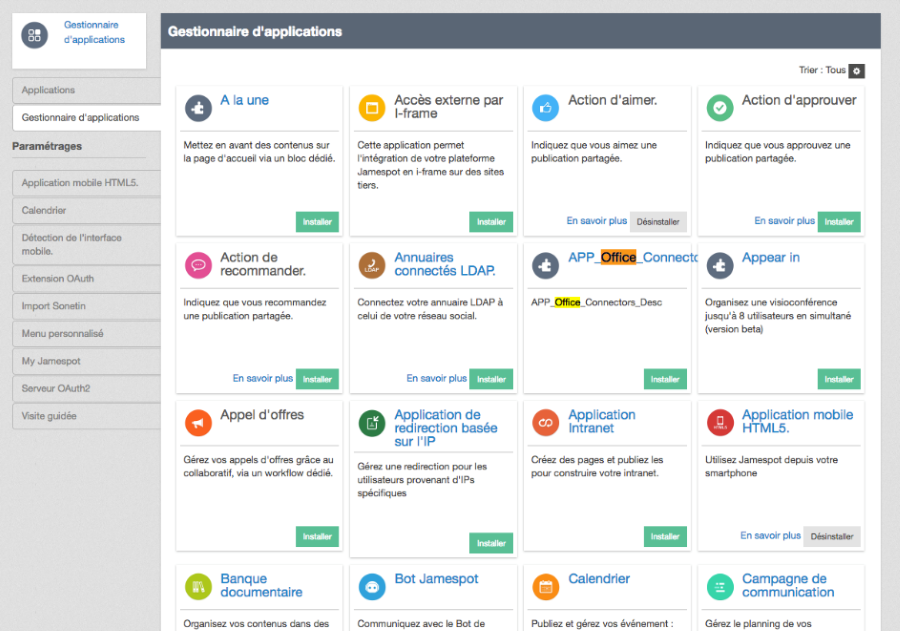 Gestionnaire
d'applications
Gestionnaire d'applications
Applications
Gestionnaire d'applications
Paramétrages
Application mobile HTML5.
Calendrier
Détection de l'interface
mobile.
Extension OAuth
Import Sonetin
Menu personnalisé
My Jamespot
Serveur OAuth2
Visite guidée
Trier : Tous
A la une
Mettez en avant des contenus sur
la page d'accueil via un bloc dédié.
Installer
Accès externe par
I-frame
Cette application permet
l'intégration de votre plateforme
Jamespot en i-frame sur des sites
tiers.
Installer
Action d'aimer.
Indiquez que vous aimez une
publication partagée.
En savoir plus Désinstaller
Action d'approuver
Indiquez que vous approuvez une
publication partagée.
En savoir plus Installer
Action de
recommander.
Indiquez que vous recommandez
une publication partagée.
En savoir plus Installer
LDAP
Annuaires
connectés LDAP.
Connectez votre annuaire LDAP à
celui de votre réseau social.
En savoir plus Installer
APP_Office_Connecto
APP_Office_Connectors_Desc
Installer
Appear in
Organisez une visioconférence
jusqu'à 8 utilisateurs en simultané
(version beta)
Installer
Appel d'offres
Gérez vos appels d'offres grâce au
collaboratif, via un workflow dédié.
Installer
Application de
redirection basée
sur l'IP
Gérez une redirection pour les
utilisateurs provenant d'IPs
spécifiques
Installer
Application
Intranet
Créez des pages et publiez les
pour construire votre intranet.
Installer
HTML5
Application mobile
HTML5.
Utilisez Jamespot depuis votre
smartphone
En savoir plus Désinstaller
Banque
documentaire
Organisez vos contenus dans des
Bot Jamespot
Communiquez avec le Bot de
Calendrier
Publiez et gérez vos événement :
Campagne de
communication
Gérez le planning de vos